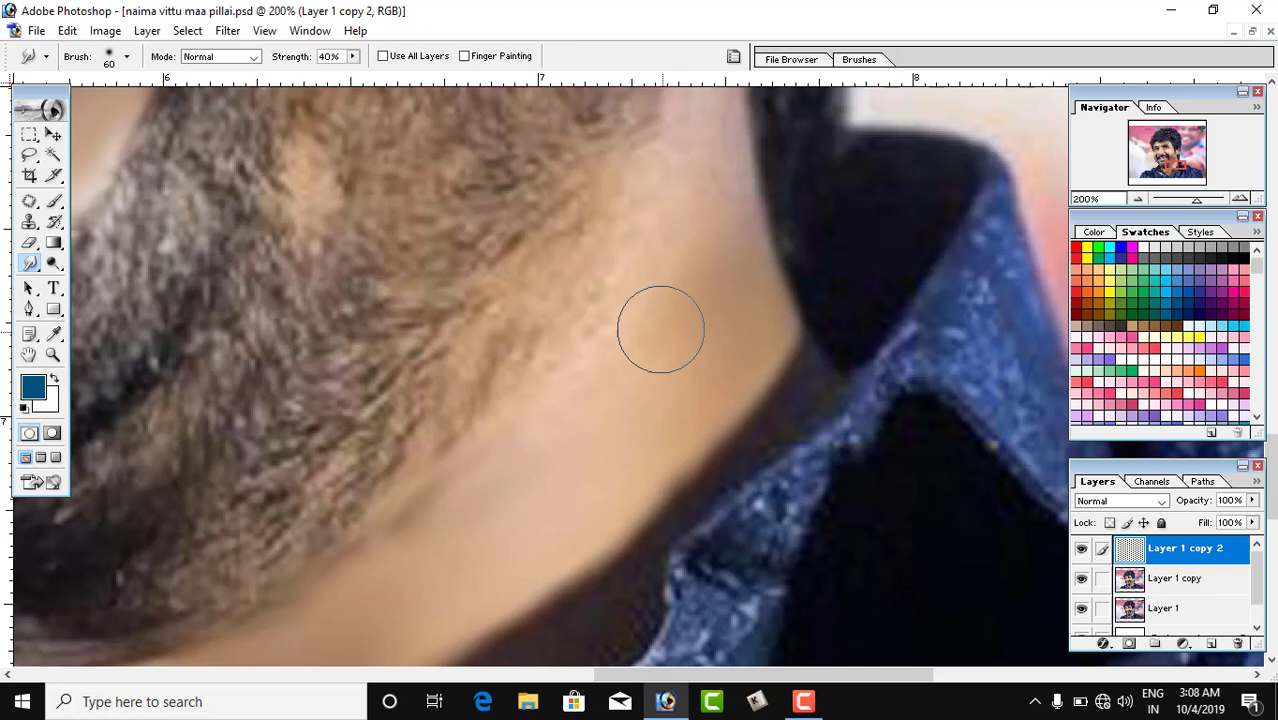 Adobe Photoshop - [naima vittu maa pillai.psd @ 200% (Layer 1 copy 2, RGB)]
File Edit Image Layer Select Filter View Window Help
Brush: 60 Mode: Normal Strength: 40% Use All Layers Finger Painting File Browser Brushes
6 7 8
Navigator Info
200%
Color Swatches Styles
7
Layers Channels Paths
Normal Opacity: 100%
Lock: Fill: 100%
Layer 1 copy 2
Layer 1 copy
Layer 1
Type here to search
ENG
IN
3:08 AM
10/4/2019
1